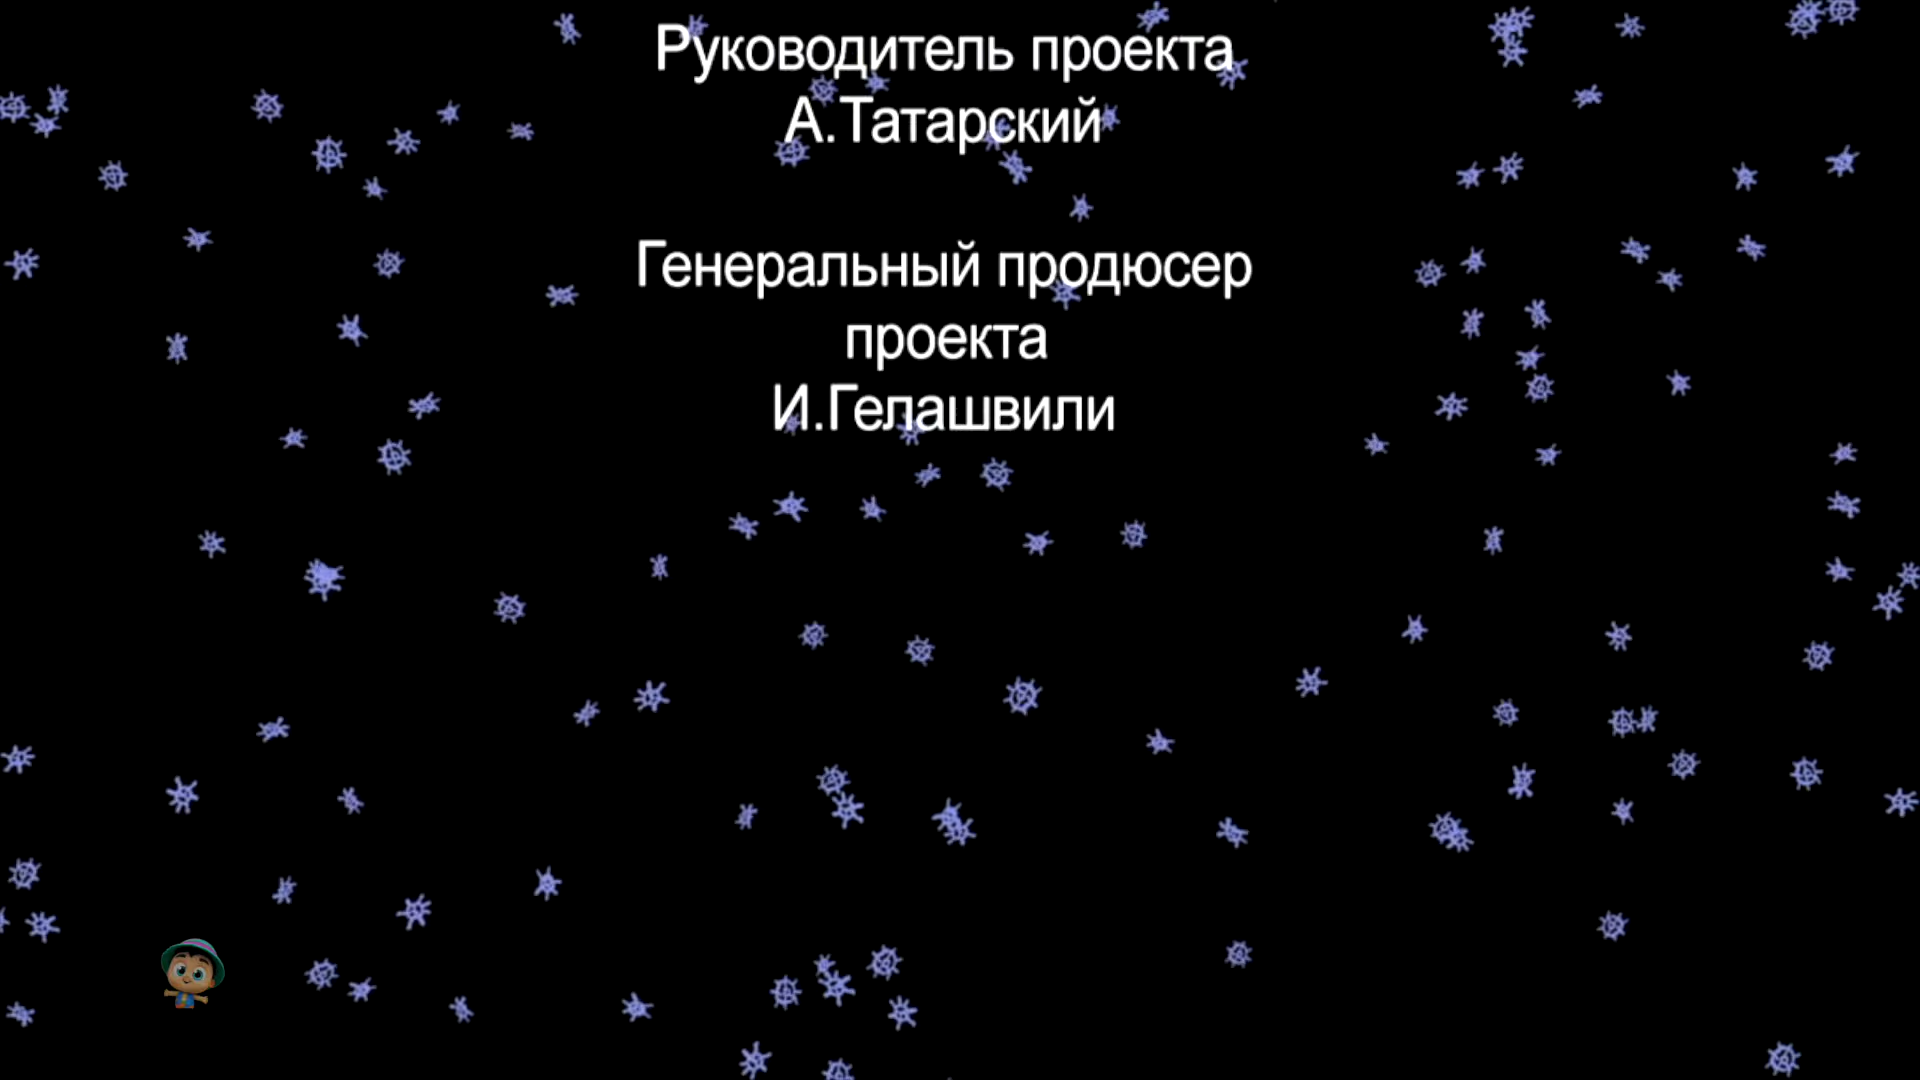 Руководитель проекта
А.Татарский
Генеральный продюсер
проекта
И.Гелашвили